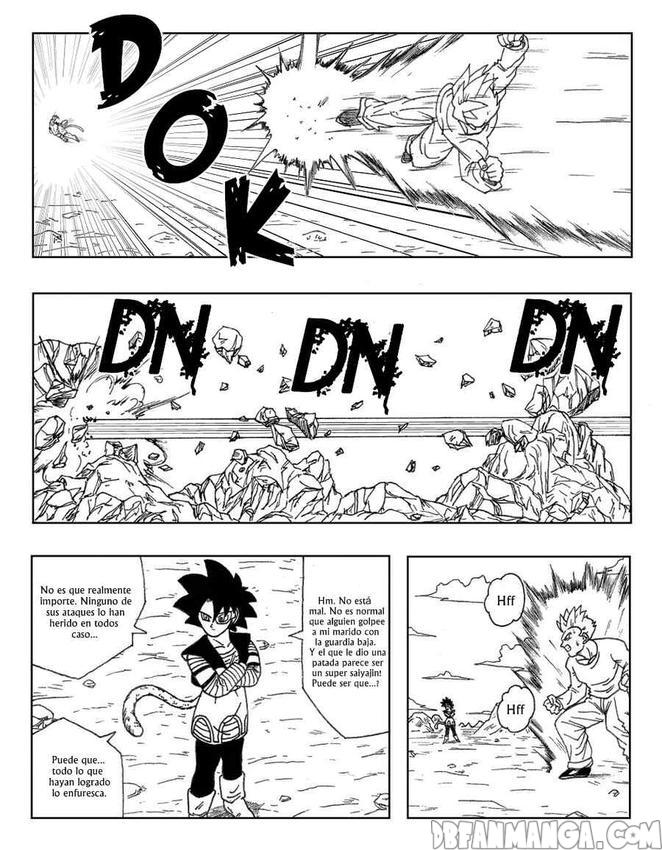 DOK
DN DN DN
Hff
Hff
Hm. No está
mal. No es normal
que alguien golpee
a mi marido con
la guardia baja.
Y el que le dio una
patada parece ser
un super saiyajin!
Puede ser que...?
No es que realmente
importe. Ninguno de
sus ataques lo han
herido en todos
caso...
Puede que...
todo lo que
hayan logrado
lo enfuresca.
DBFANMANGA.COM